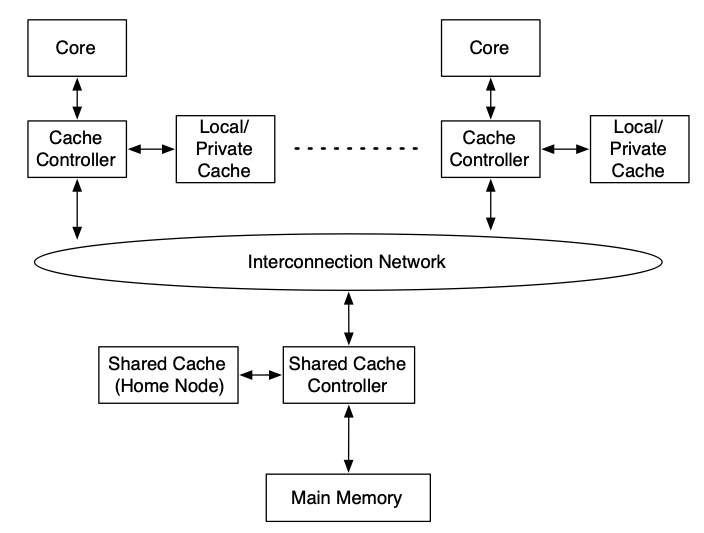 Core
Core
Cache
Controller
Local/
Private
Cache
Cache
Controller
Local/
Private
Cache
Interconnection Network
Shared Cache
(Home Node)
Shared Cache
Controller
Main Memory